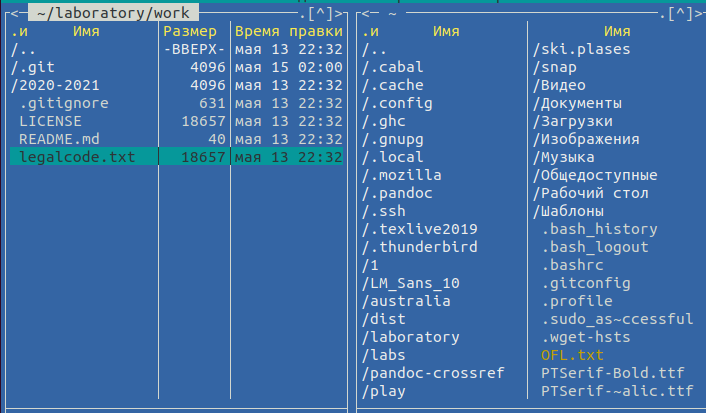 <─ ~/laboratory/work ─.[^]>
.и Имя Размер Время правки
/.. -ВВЕРХ- мая 13 22:32
/.git 4096 мая 15 02:00
/2020-2021 4096 мая 13 22:32
.gitignore 631 мая 13 22:32
LICENSE 18657 мая 13 22:32
README.md 40 мая 13 22:32
legalcode.txt 18657 мая 13 22:32
<─ ~ ─.[^]>
.и Имя
/..
/.cabal
/.cache
/.config
/.ghc
/.gnupg
/.local
/.mozilla
/.pandoc
/.ssh
/.texlive2019
/.thunderbird
/1
/LM_Sans_10
/australia
/dist
/laboratory
/labs
/pandoc-crossref
/play
Имя
/ski.plases
/snap
/Видео
/Документы
/Загрузки
/Изображения
/Музыка
/Общедоступные
/Рабочий стол
/Шаблоны
.bash_history
.bash_logout
.bashrc
.gitconfig
.profile
.sudo_as~ccessful
.wget-hsts
OFL.txt
PTSerif-Bold.ttf
PTSerif-~alic.ttf